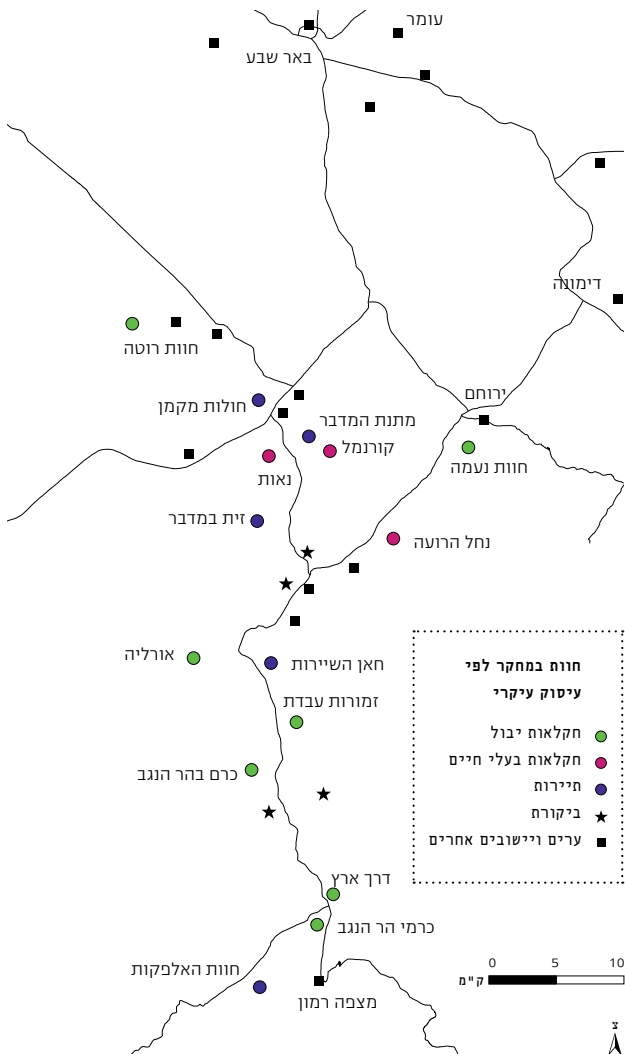 עומר
באר שבע
דימונה
חוות רוטה
ירוחם
חולות מקמן
מתנת המדבר
קורנמל
חוות נעמה
נאות
זית במדבר
נחל הרועה
אורליה
חאן השיירות
זמורות עבדת
כרם בהר הנגב
דרך ארץ
כרמי הר הנגב
חוות האלפקות
מצפה רמון
חוות במחקר לפי
עיסוק עיקרי
חקלאות יבול
חקלאות בעלי חיים
תיירות
ביקורת
ערים ויישובים אחרים
0 5 10
ק"מ
צ